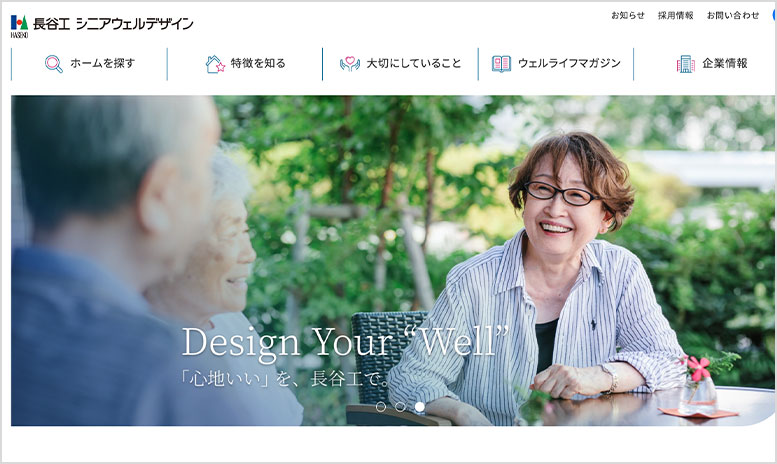 お知らせ 採用情報 お問い合わせ
HASEKO
長谷工 シニアウェルデザイン
ホームを探す 特徴を知る 大切にしていること ウェルライフマガジン 企業情報
Design Your “Well”
「心地いい」を、長谷工で。